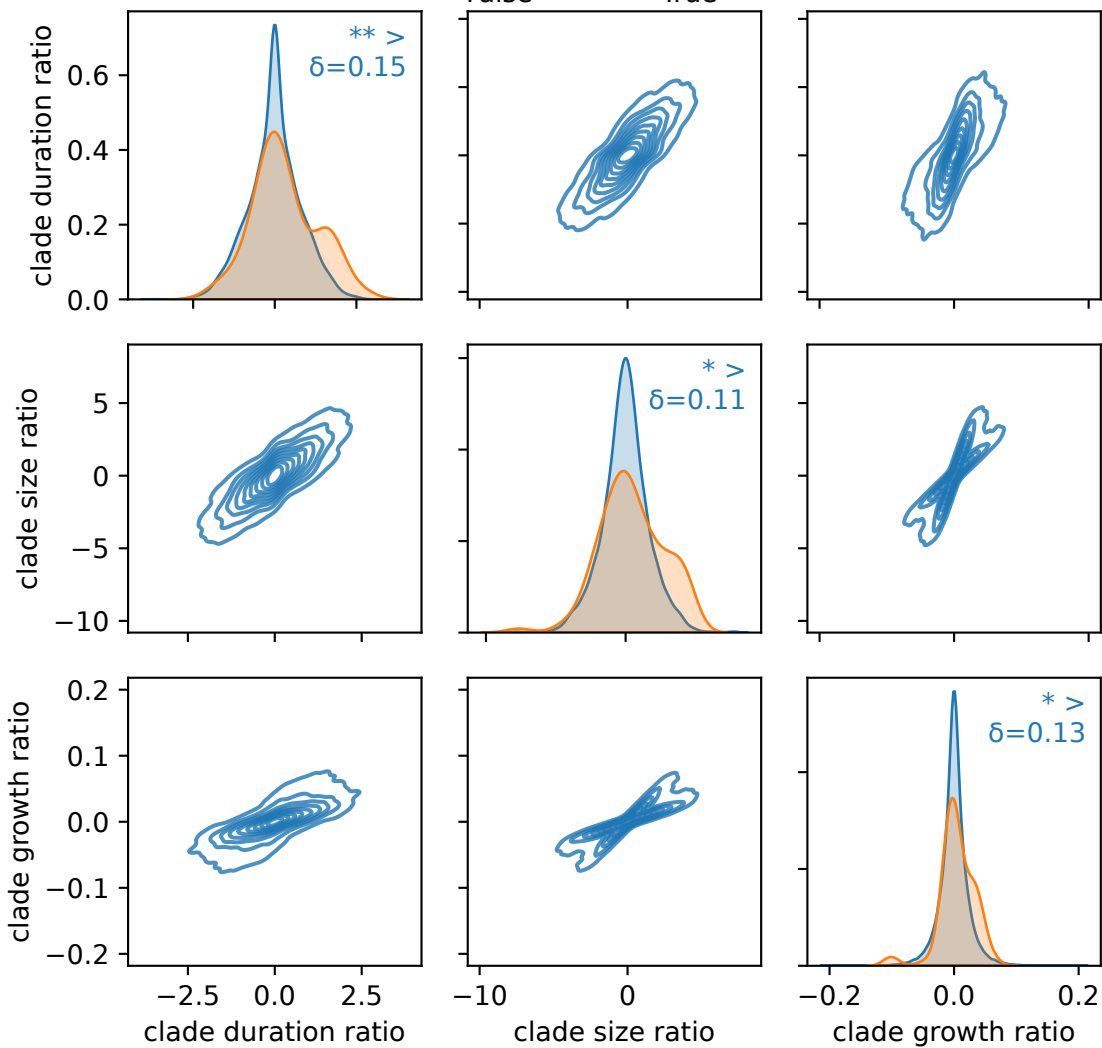 True
clade duration ratio
0.6
0.4
0.2
0.0
** >
δ=0.15
clade size ratio
5
0
−5
−10
* >
δ=0.11
clade growth ratio
0.2
0.1
0.0
−0.1
−0.2
* >
δ=0.13
−2.5
0.0
2.5
−10
0
−0.2
0.0
0.2
clade duration ratio
clade size ratio
clade growth ratio